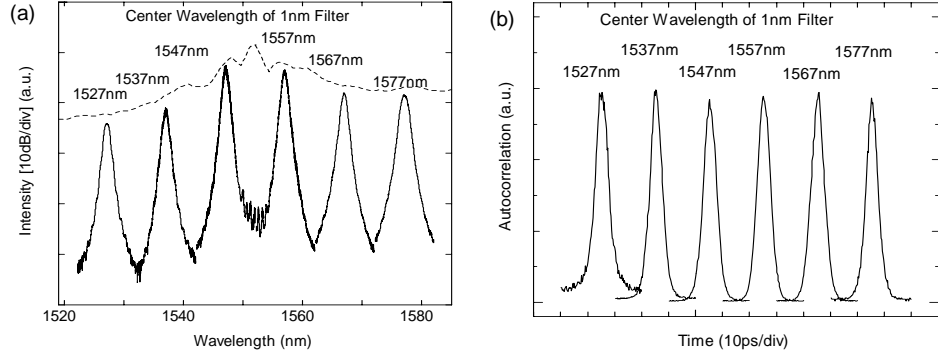 (a)
Center Wavelength of 1nm Filter
1557nm
1547nm
1537nm
1577nm
1567nm
1527nm
Intensity [10dB/div] (a.u.)
1520
1540
1560
1580
Wavelength (nm)
(b)
Center Wavelength of 1nm Filter
1537nm
1557nm
1577nm
1527nm
1547nm
1567nm
Autocorrelation (a.u.)
Time (10ps/div)